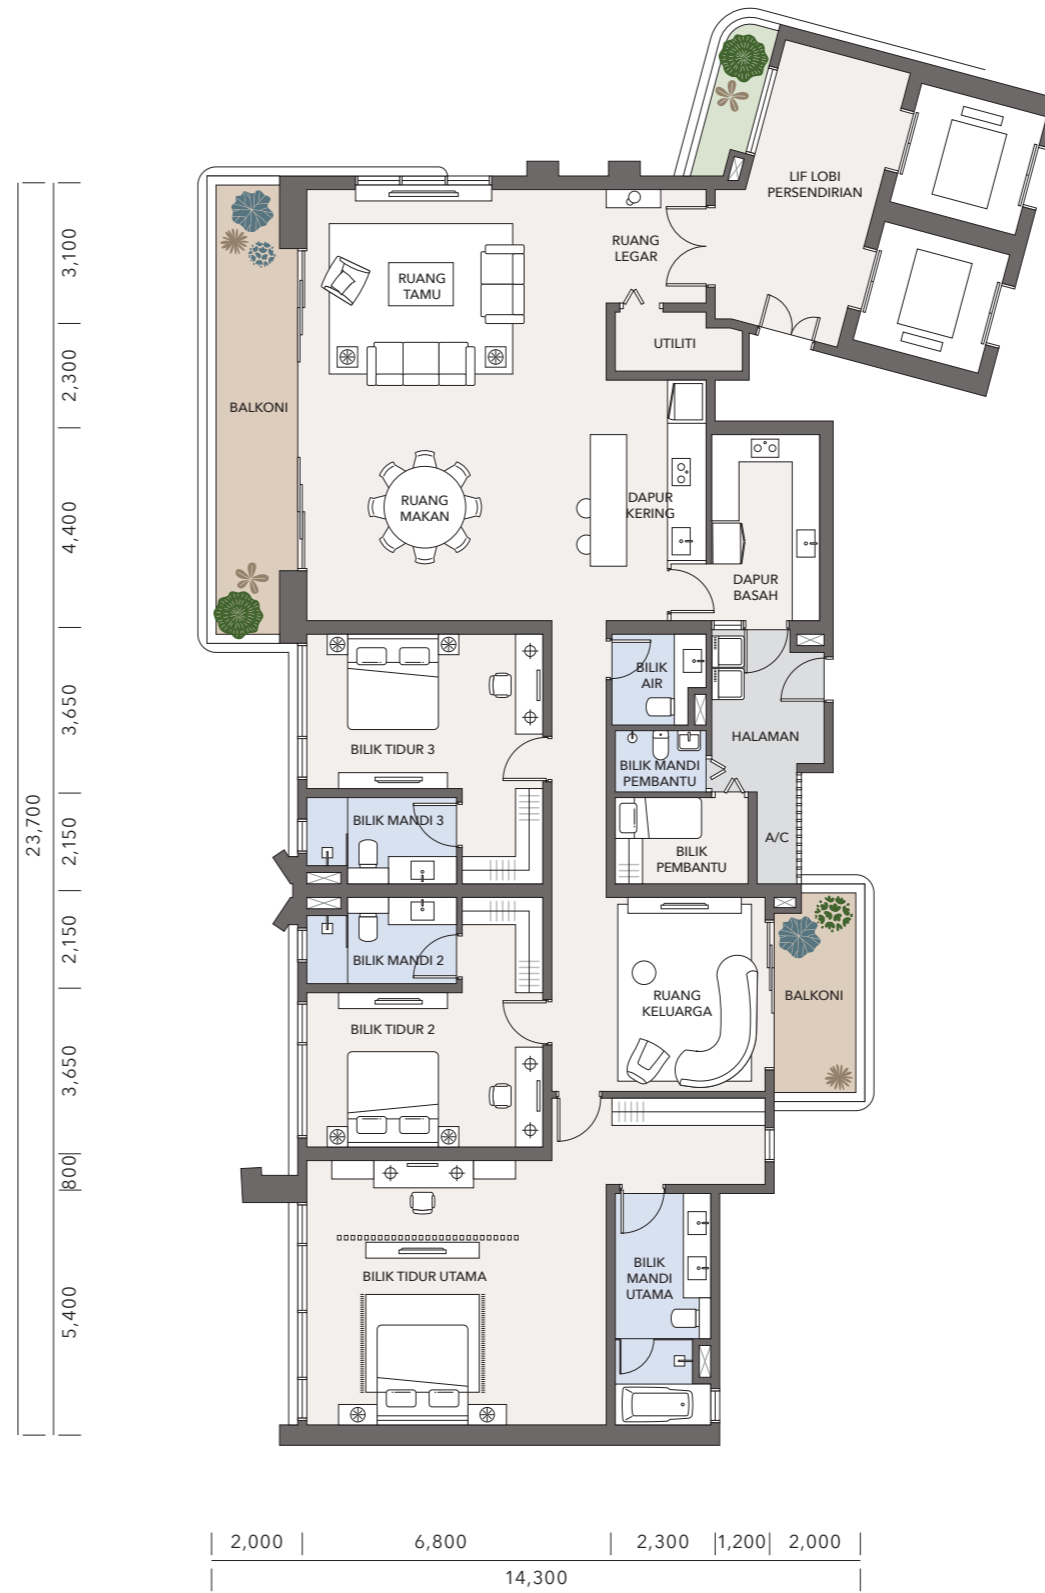 LIF LOBI
PERSENDIRIAN
RUANG
LEGAR
RUANG
TAMU
UTILITI
BALKONI
RUANG
MAKAN
DAPUR
KERING
DAPUR
BASAH
BILIK
AIR
HALAMAN
BILIK TIDUR 3
BILIK MANDI
PEMBANTU
BILIK MANDI 3
A/C
BILIK
PEMBANTU
BILIK MANDI 2
RUANG
KELUARGA
BALKONI
BILIK TIDUR 2
BILIK
MANDI
UTAMA
BILIK TIDUR UTAMA
3,100
2,300
4,400
3,650
2,150
2,150
3,650
800
5,400
23,700
2,000
6,800
2,300
1,200
2,000
14,300